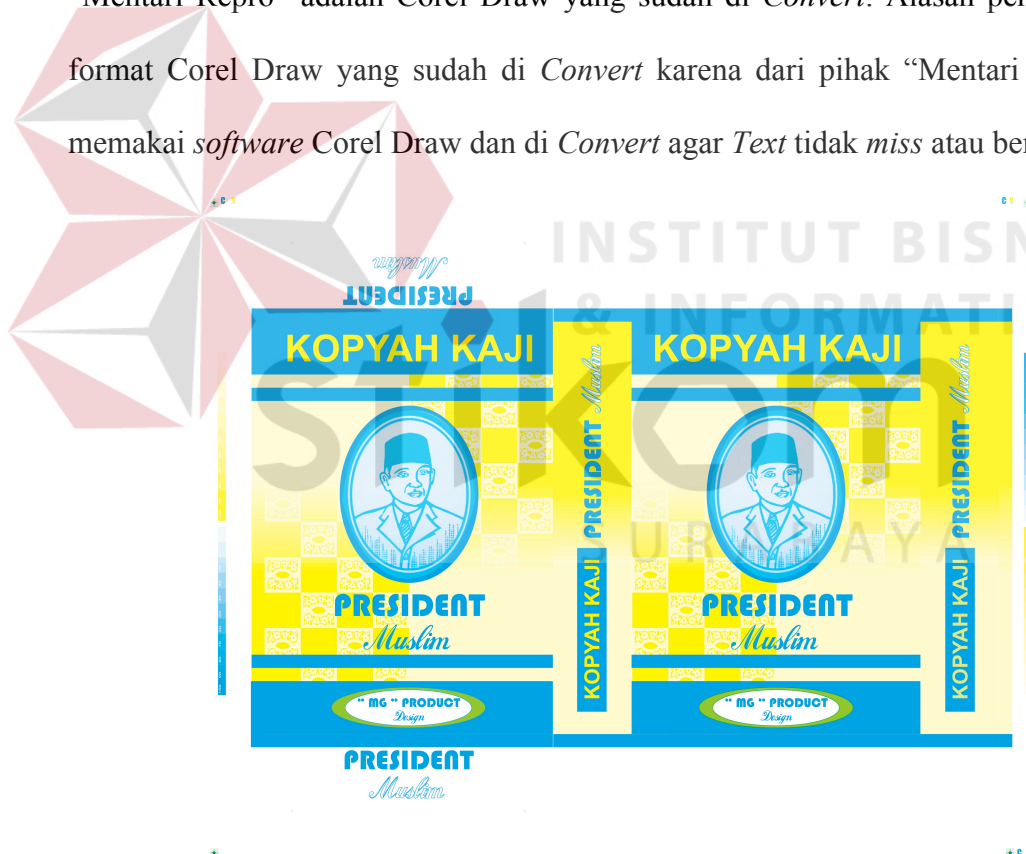 "Mentari Repro" adalah Corel Draw yang sudah di Convert. Alasan
format Corel Draw yang sudah di Convert karena dari pihak “Mentari
memakai software Corel Draw dan di Convert agar Text tidak miss atau
C Y
C Y
INSTITUT
& INFORMATI
stikom
SURABAYA
Muslim
PRESIDENT
KOPYAH KAJI
PRESIDENT
Muslim
" MG " PRODUCT
Design
PRESIDENT
Muslim
PRESIDENT Muslim
KOPYAH KAJI
KOPYAH KAJI
PRESIDENT
Muslim
" MG " PRODUCT
Design
PRESIDENT Muslim
KOPYAH KAJI